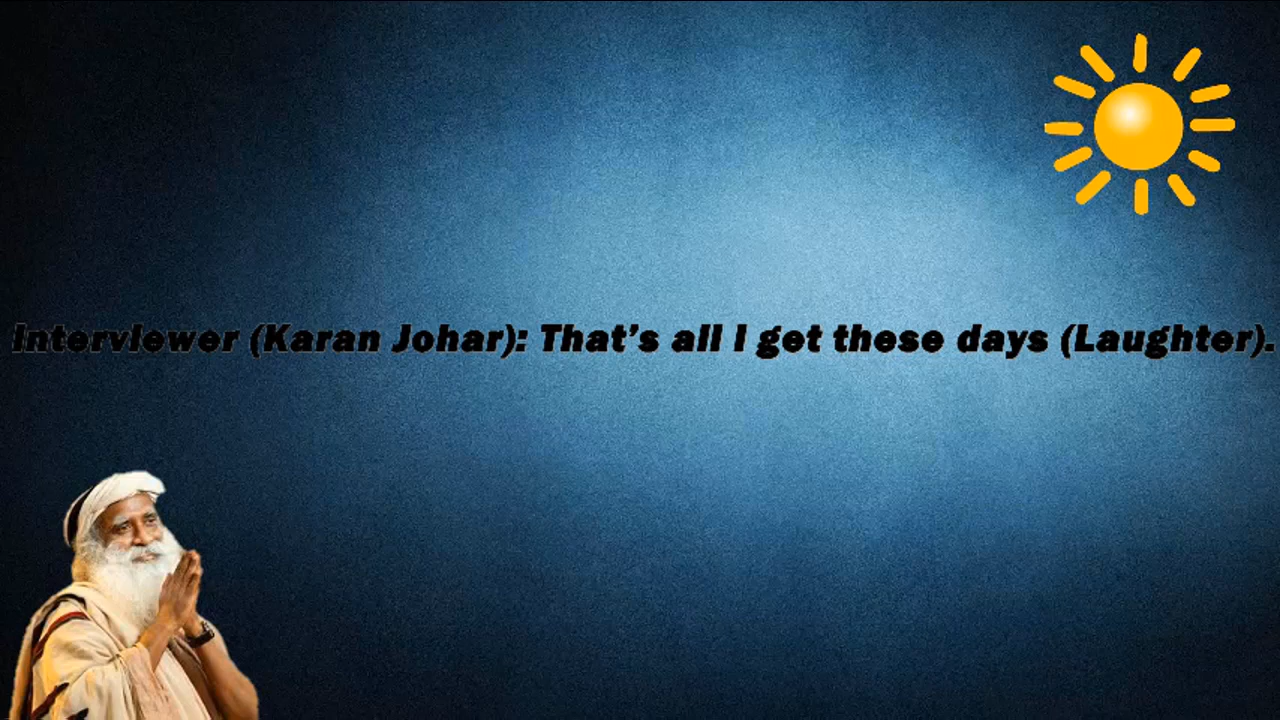 Interviewer (Karan Johar): That’s all I get these days (Laughter).